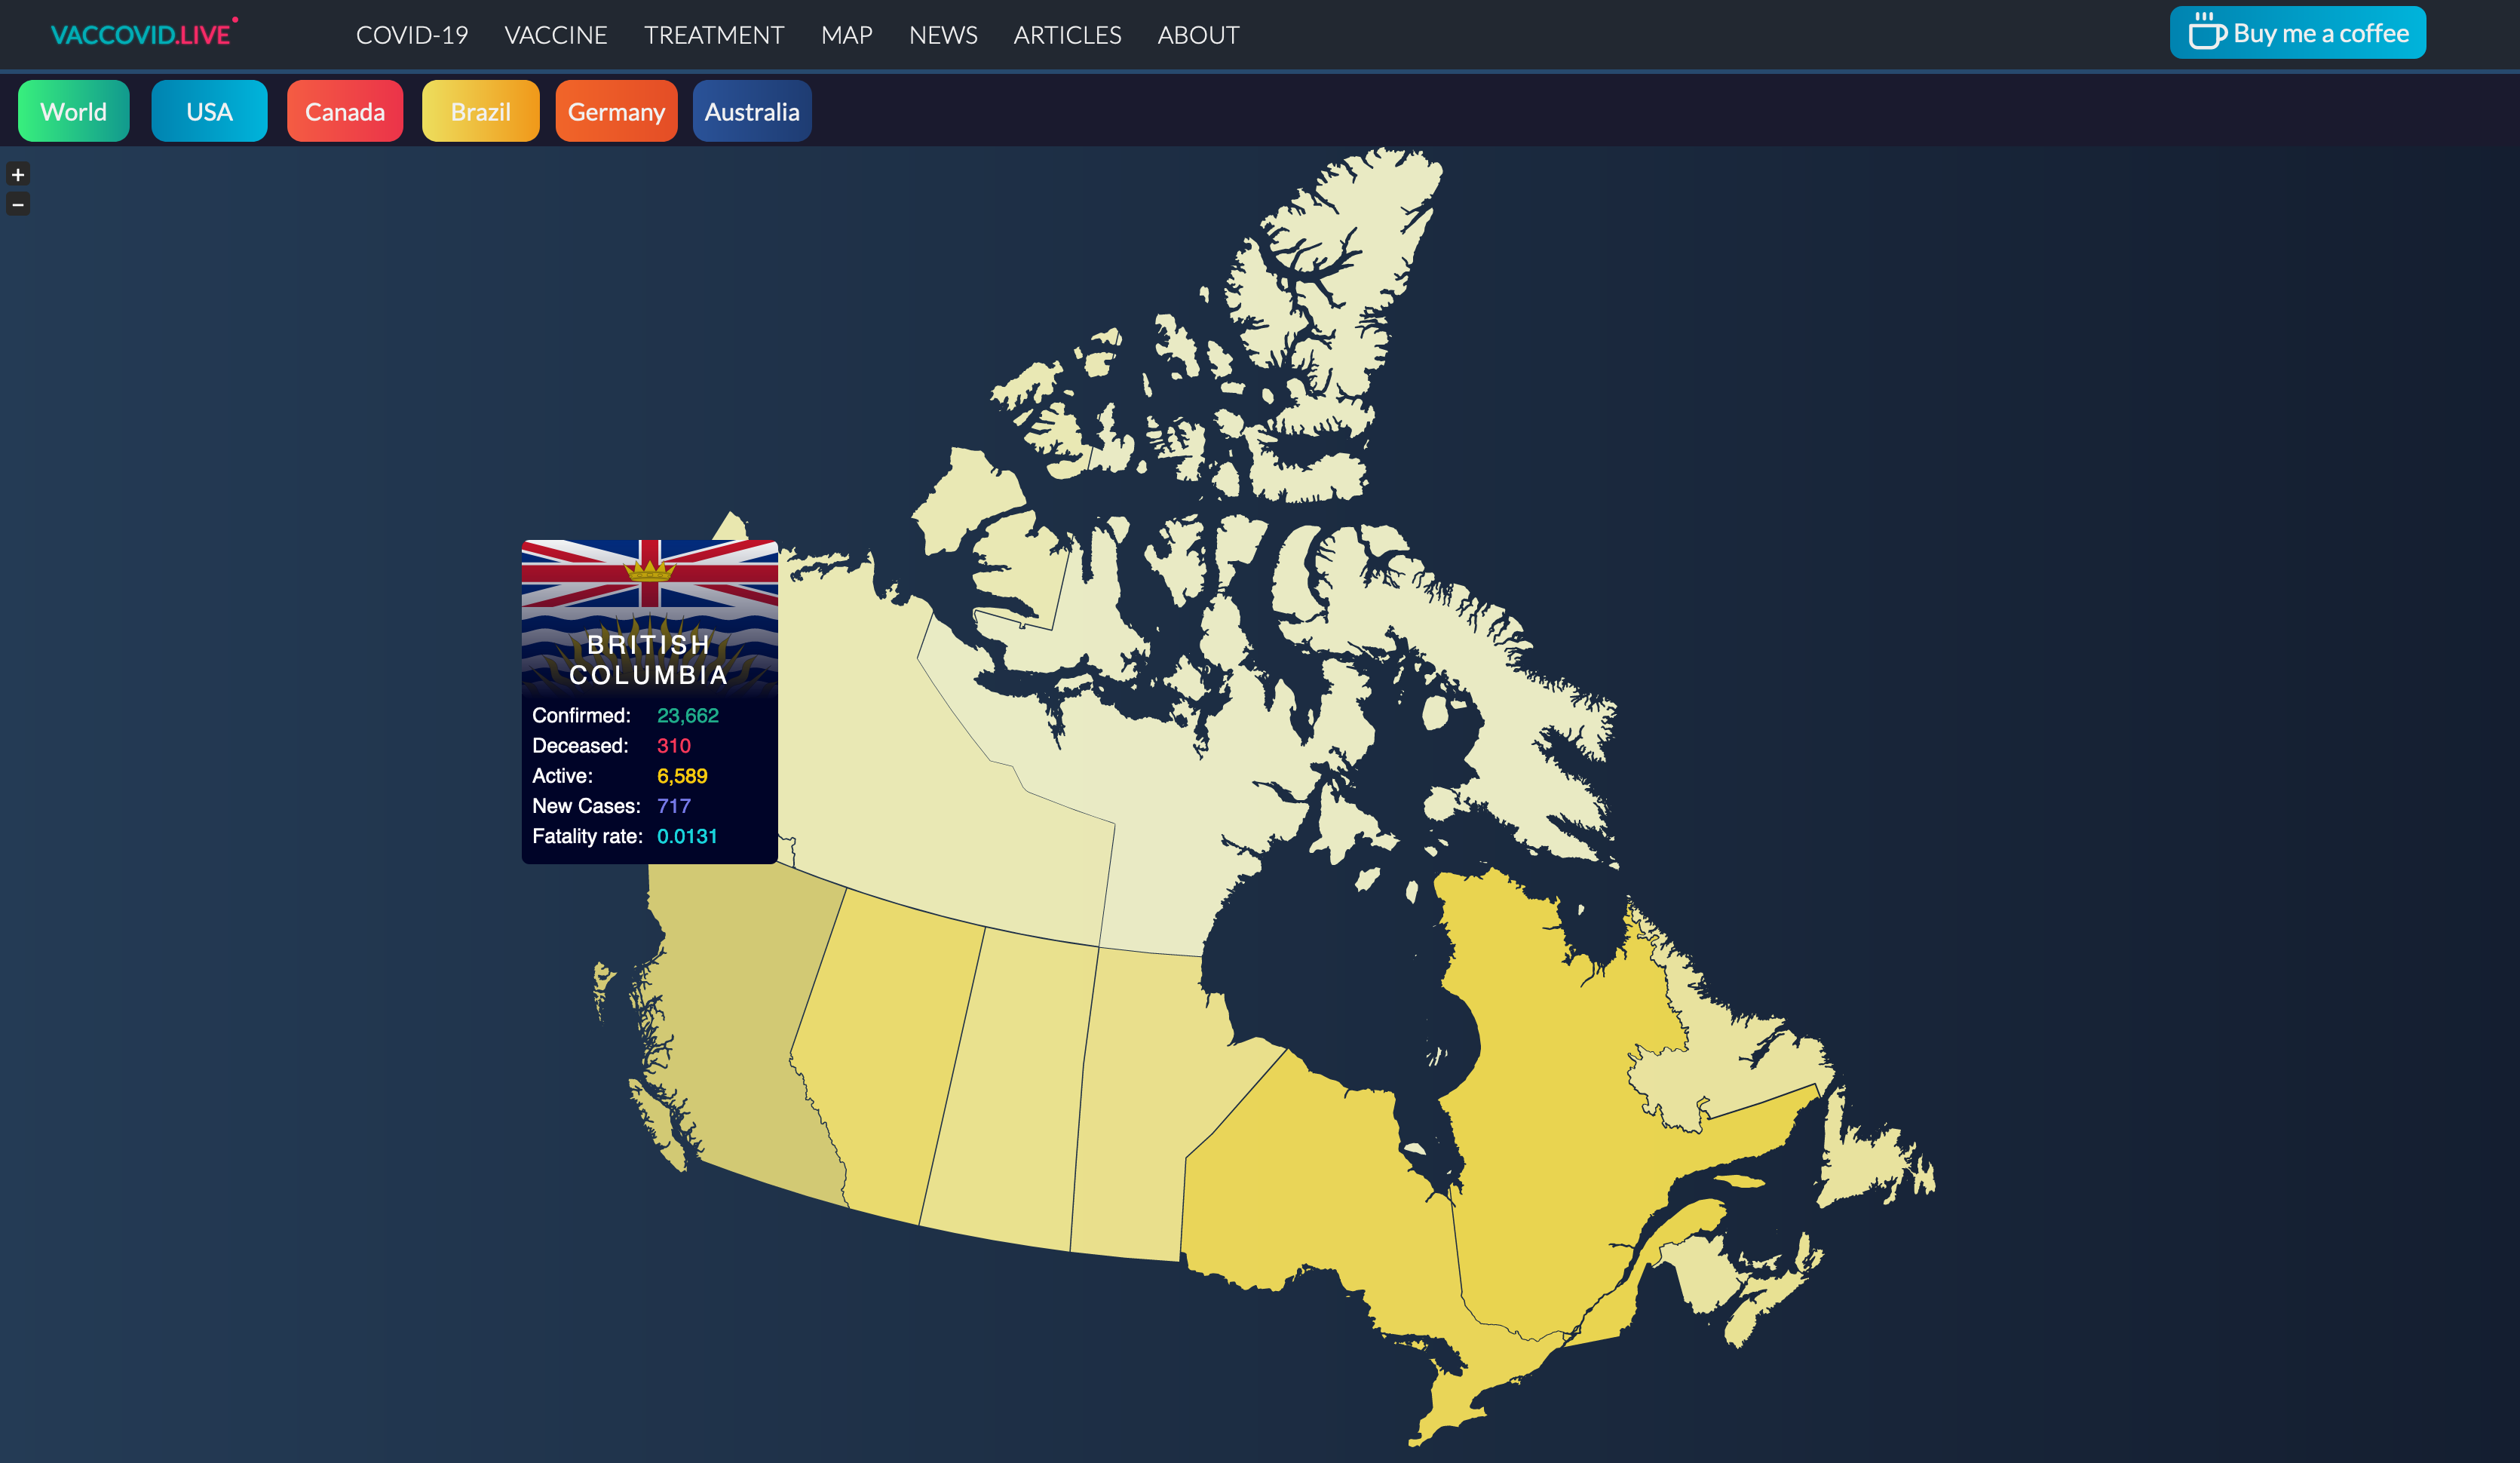 VACCOVID.LIVE COVID-19 VACCINE TREATMENT MAP NEWS ARTICLES ABOUT Buy me a coffee
World USA Canada Brazil Germany Australia
+
−
BRITISH
COLUMBIA
Confirmed: 23,662
Deceased: 310
Active: 6,589
New Cases: 717
Fatality rate: 0.0131